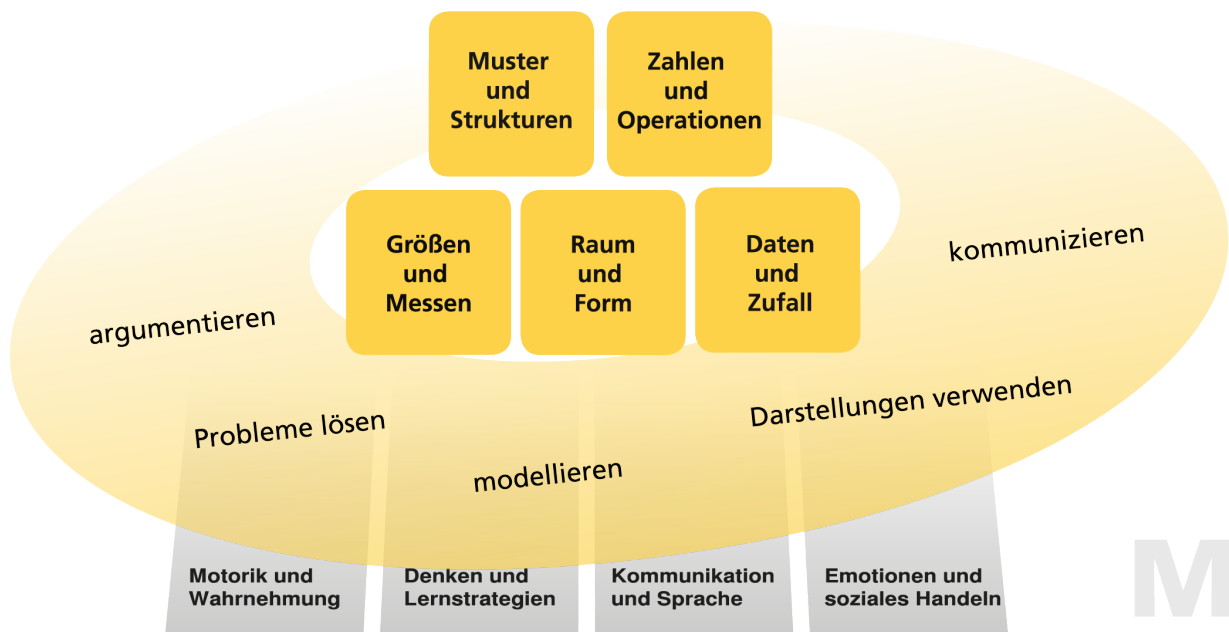 Muster
und
Strukturen
Zahlen
und
Operationen
Größen
und
Messen
Raum
und
Form
Daten
und
Zufall
kommunizieren
argumentieren
Probleme lösen
modellieren
Darstellungen verwenden
Motorik und
Wahrnehmung
Denken und
Lernstrategien
Kommunikation
und Sprache
Emotionen und
soziales Handeln
M